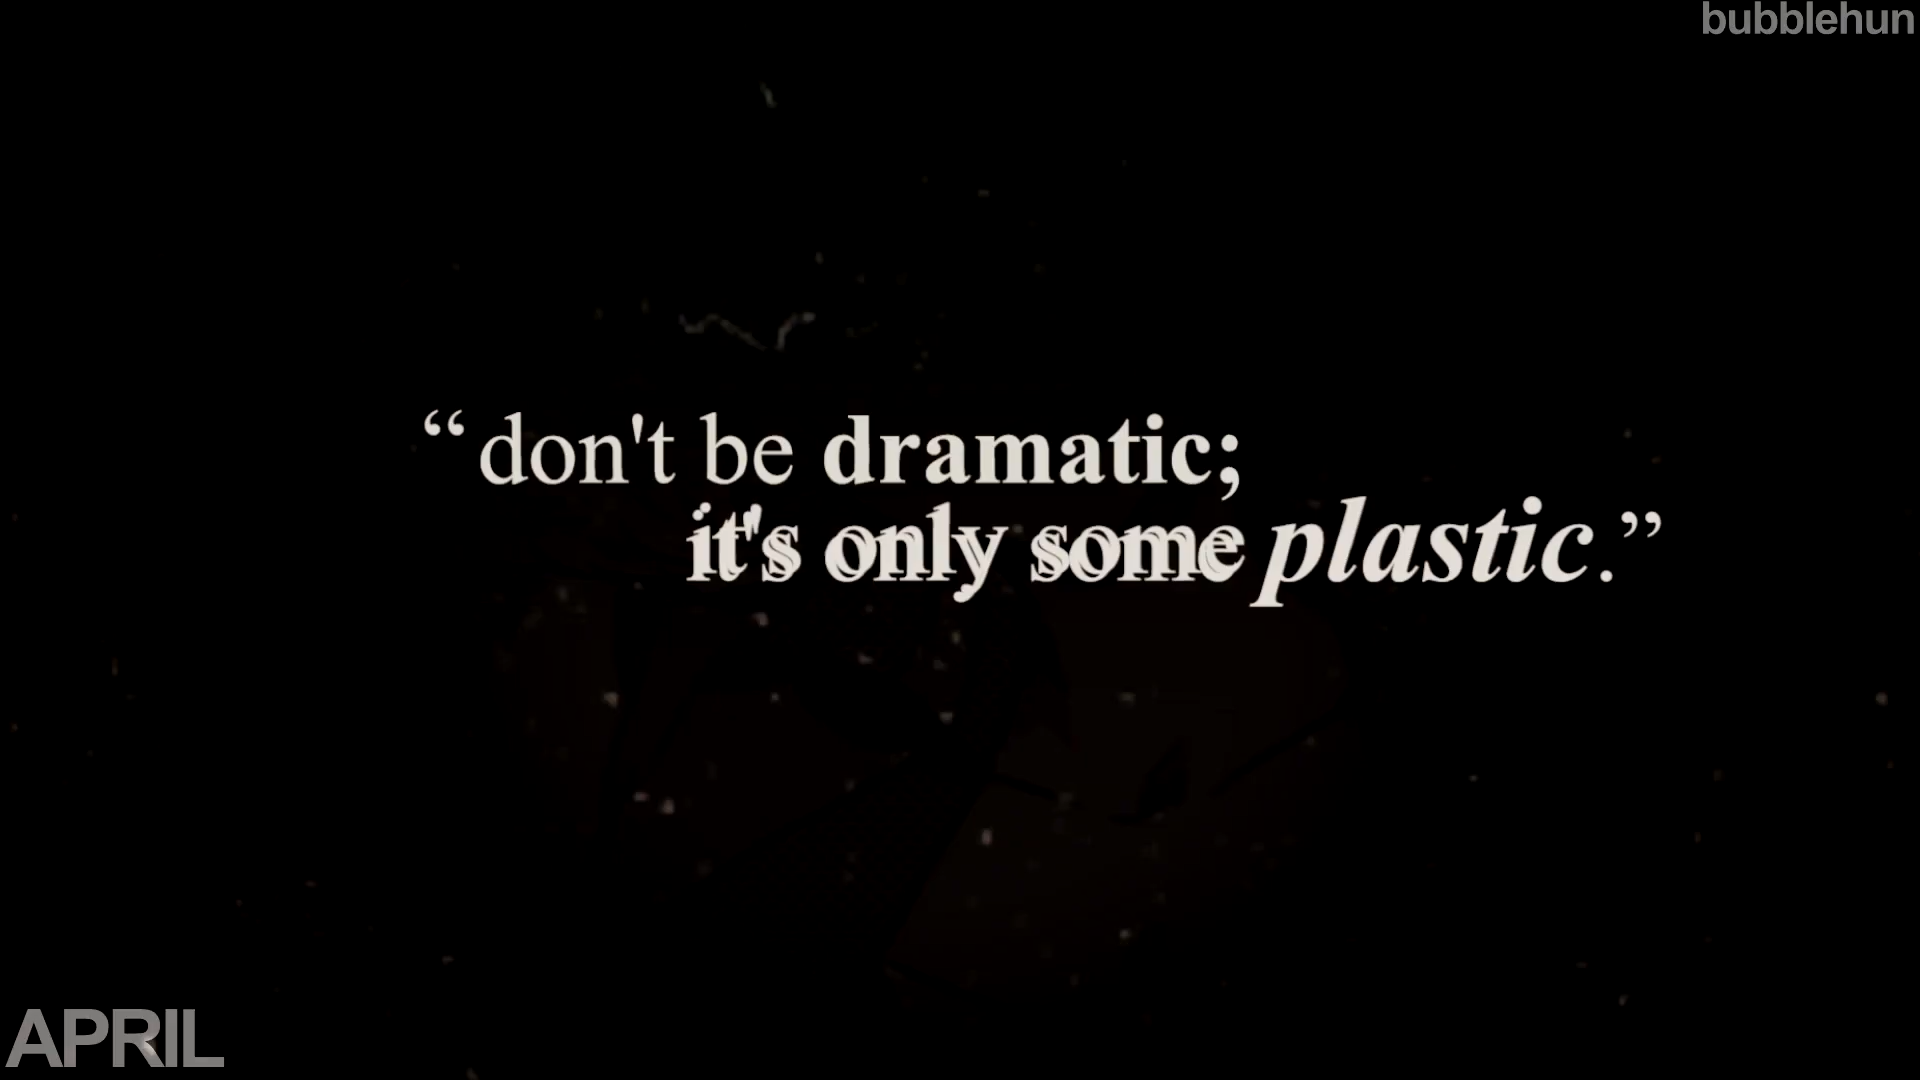 bubblehun
“don't be dramatic;
it's only some plastic.”
APRIL